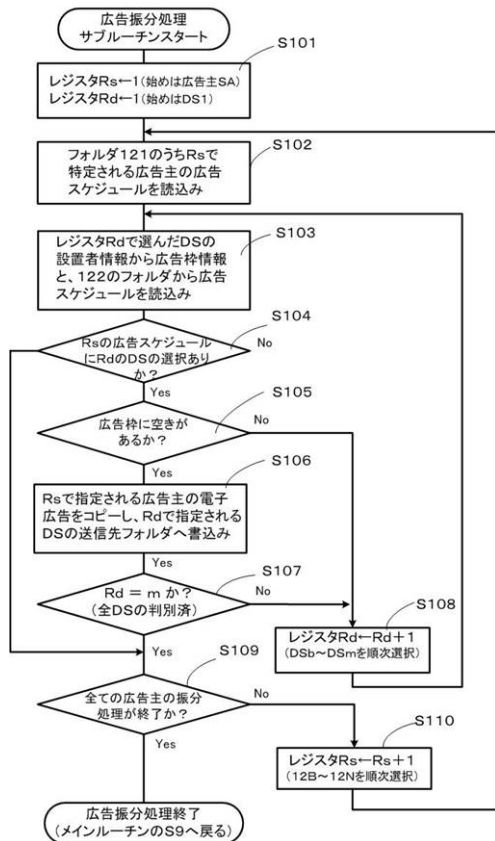 広告振分処理
サブルーチンスタート
S101
レジスタRs←1(始めは広告主SA)
レジスタRd←1(始めはDS1)
S102
フォルダ121のうちRsで
特定される広告主の広告
スケジュールを読込み
S103
レジスタRdで選んだDSの
設置者情報から広告枠情報
と、122のフォルダから広告
スケジュールを読込み
S104
Rsの広告スケジュール
にRdのDSの選択あり
か?
No
Yes
S105
広告枠に空きが
あるか?
No
Yes
S106
Rsで指定される広告主の電子
広告をコピーし、Rdで指定される
DSの送信先フォルダへ書込み
Yes
S107
Rd = m か?
(全DSの判別済)
No
Yes
S108
レジスタRd←Rd+1
(DSb~DSmを順次選択)
S109
全ての広告主の振分
処理が終了か?
No
Yes
S110
レジスタRs←Rs+1
(12B~12Nを順次選択)
広告振分処理終了
(メインルーチンのS9へ戻る)